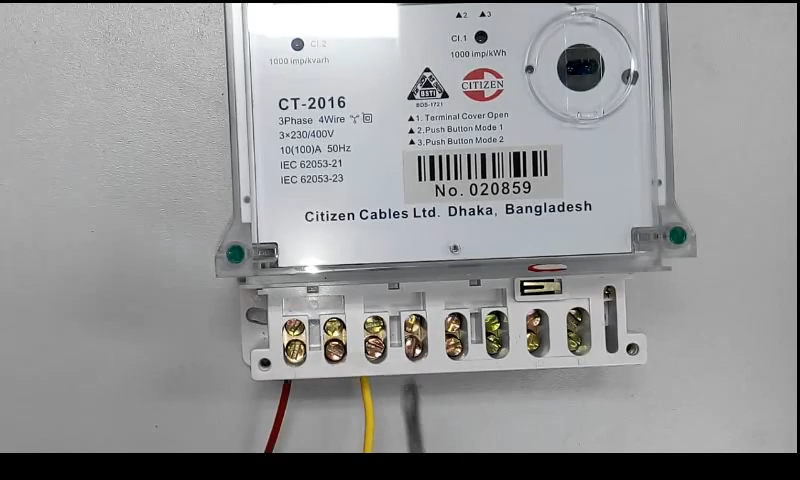 ▲2 ▲3
Cl.2
1000 imp/kvarh
Cl.1
1000 imp/kWh
BSTI
BDS-1721
CITIZEN
CT-2016
3Phase 4Wire
3×230/400V
10(100)A 50Hz
IEC 62053-21
IEC 62053-23
▲1. Terminal Cover Open
▲2. Push Button Mode 1
▲3. Push Button Mode 2
No. 020859
Citizen Cables Ltd. Dhaka, Bangladesh